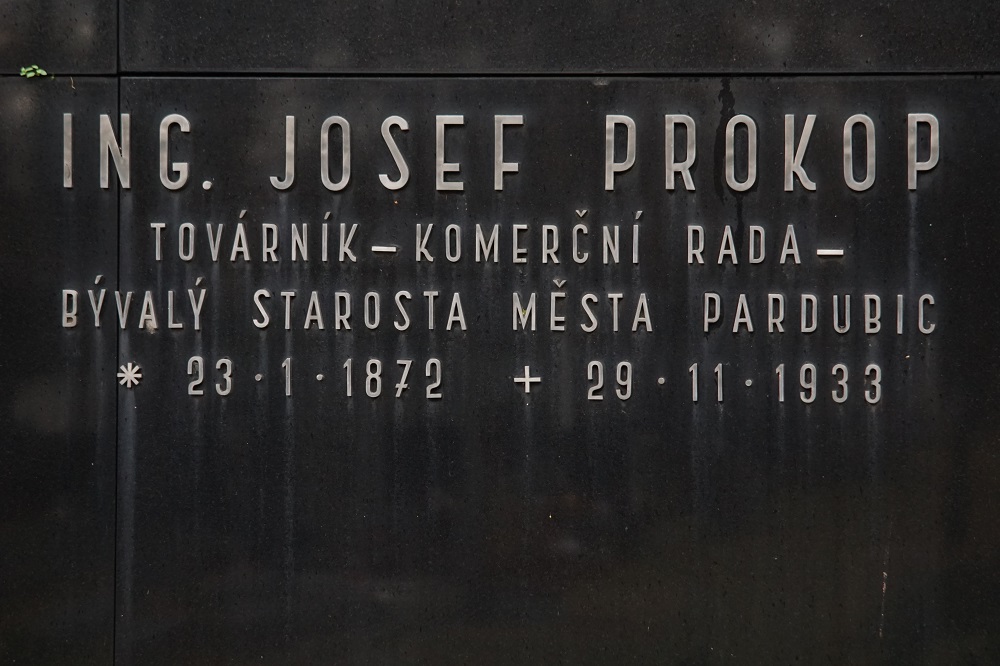 ING. JOSEF PROKOP
TOVÁRNÍK – KOMERČNÍ RADA –
BÝVALÝ STAROSTA MĚSTA PARDUBIC
* 23·1·1872 + 29·11·1933